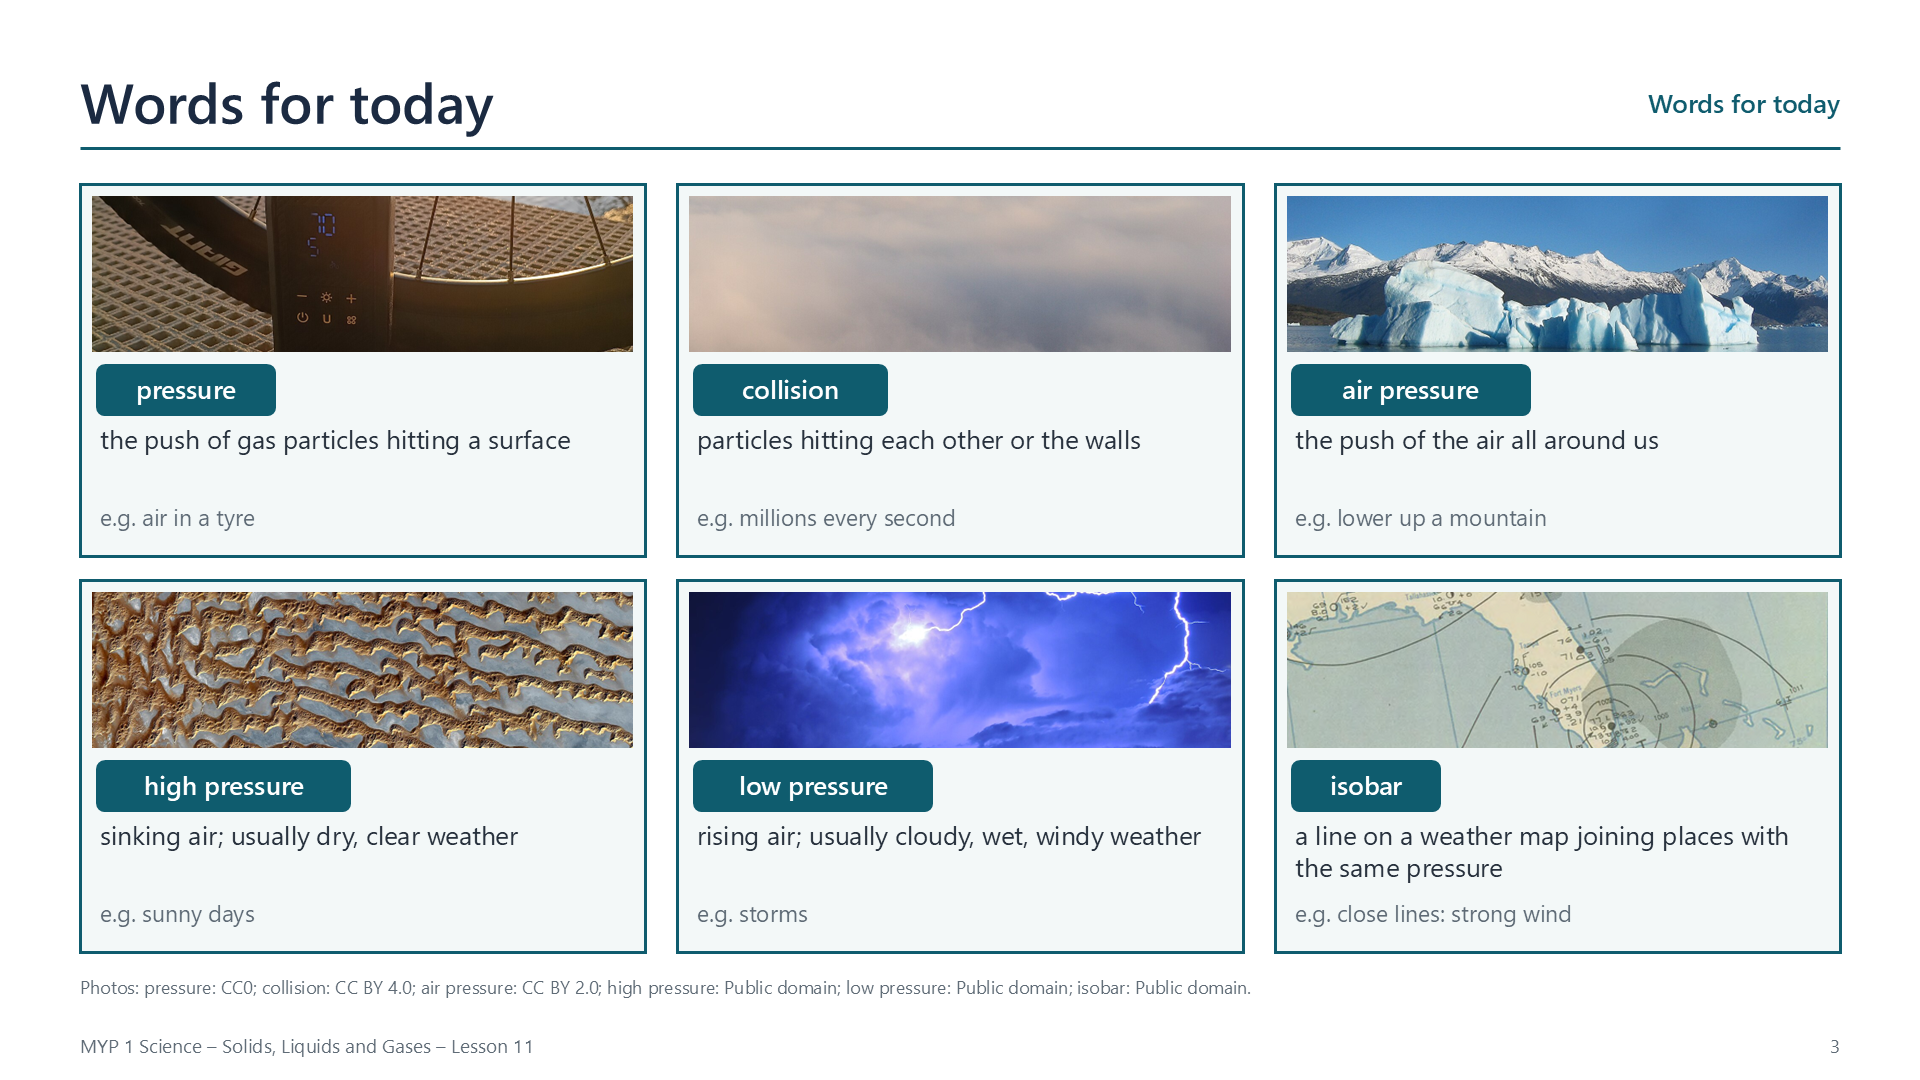 Words for today
Words for today
GIANT
70
pressure
the push of gas particles hitting a surface
e.g. air in a tyre
collision
particles hitting each other or the walls
e.g. millions every second
air pressure
the push of the air all around us
e.g. lower up a mountain
high pressure
sinking air; usually dry, clear weather
e.g. sunny days
low pressure
rising air; usually cloudy, wet, windy weather
e.g. storms
Fort Myers
isobar
a line on a weather map joining places with
the same pressure
e.g. close lines: strong wind
Photos: pressure: CC0; collision: CC BY 4.0; air pressure: CC BY 2.0; high pressure: Public domain; low pressure: Public domain; isobar: Public domain.
MYP 1 Science – Solids, Liquids and Gases – Lesson 11
3